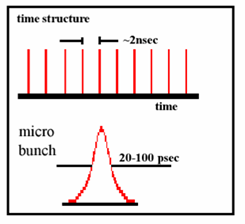 time structure
~2nsec
time
micro
bunch
20-100 psec